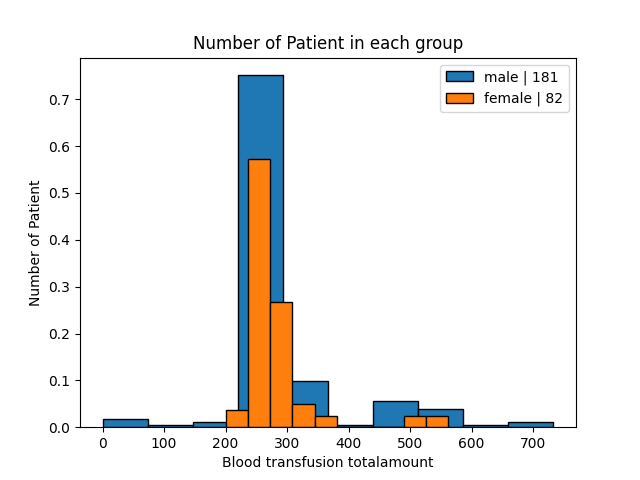 Number of Patient in each group
male | 181
female | 82
Number of Patient
0.7
0.6
0.5
0.4
0.3
0.2
0.1
0.0
0 100 200 300 400 500 600 700
Blood transfusion totalamount